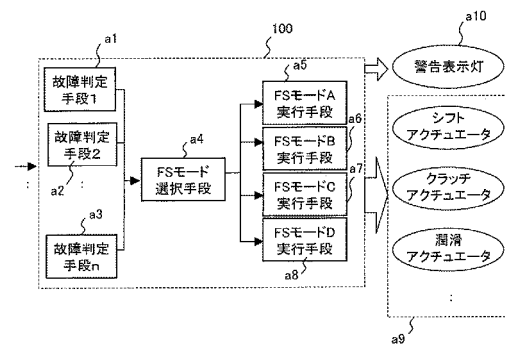 a1
100
a10
故障判定
手段1
a5
FSモードA
実行手段
警告表示灯
故障判定
手段2
a2
:
:
a4
FSモード
選択手段
a6
FSモードB
実行手段
シフト
アクチュエータ
a3
故障判定
手段n
a7
FSモードC
実行手段
クラッチ
アクチュエータ
FSモードD
実行手段
a8
潤滑
アクチュエータ
:
a9